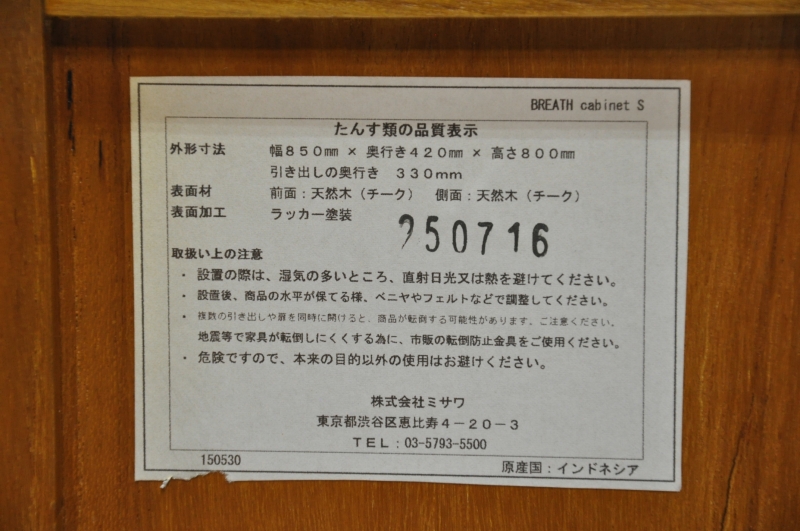 BREATH cabinet S
たんす類の品質表示
外形寸法 幅850mm × 奥行き420mm × 高さ800mm
引き出しの奥行き 330mm
表面材 前面：天然木（チーク） 側面：天然木（チーク）
表面加工 ラッカー塗装
250716
取扱い上の注意
・ 設置の際は、湿気の多いところ、直射日光又は熱を避けてください。
・ 設置後、商品の水平が保てる様、ベニヤやフェルトなどで調整してください。
・ 複数の引き出しや扉を同時に開けると、商品が転倒する可能性があります。ご注意ください。
地震等で家具が転倒しにくくする為に、市販の転倒防止金具をご使用ください。
・ 危険ですので、本来の目的以外の使用はお避けください。
株式会社ミサワ
東京都渋谷区恵比寿4－20－3
TEL：03-5793-5500
150530
原産国：インドネシア